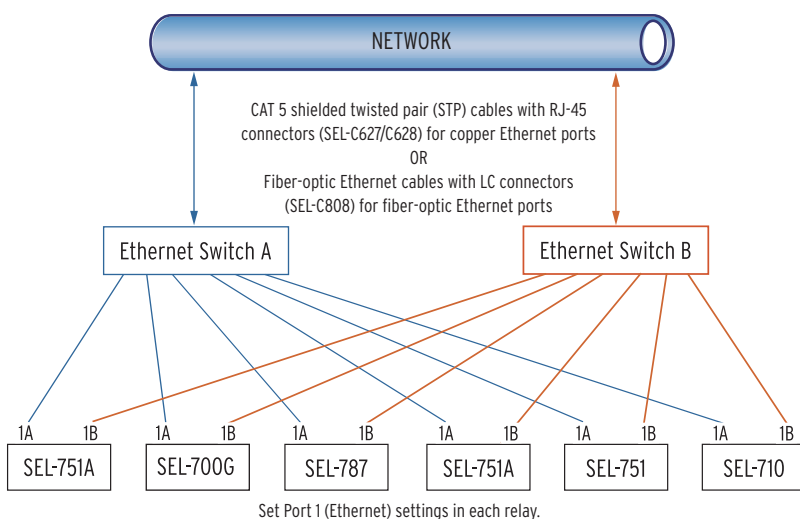 NETWORK
CAT 5 shielded twisted pair (STP) cables with RJ-45
connectors (SEL-C627/C628) for copper Ethernet ports
OR
Fiber-optic Ethernet cables with LC connectors
(SEL-C808) for fiber-optic Ethernet ports
Ethernet Switch A
Ethernet Switch B
1A 1B 1A 1B 1A 1B 1A 1B 1A 1B 1A 1B
SEL-751A SEL-700G SEL-787 SEL-751A SEL-751 SEL-710
Set Port 1 (Ethernet) settings in each relay.